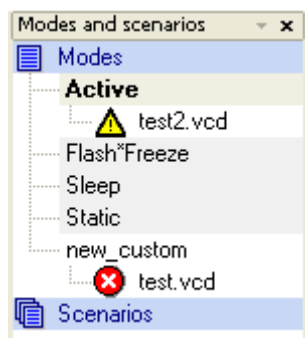 Modes and scenarios
Modes
Active
test2.vcd
Flash*Freeze
Sleep
Static
new_custom
test.vcd
Scenarios